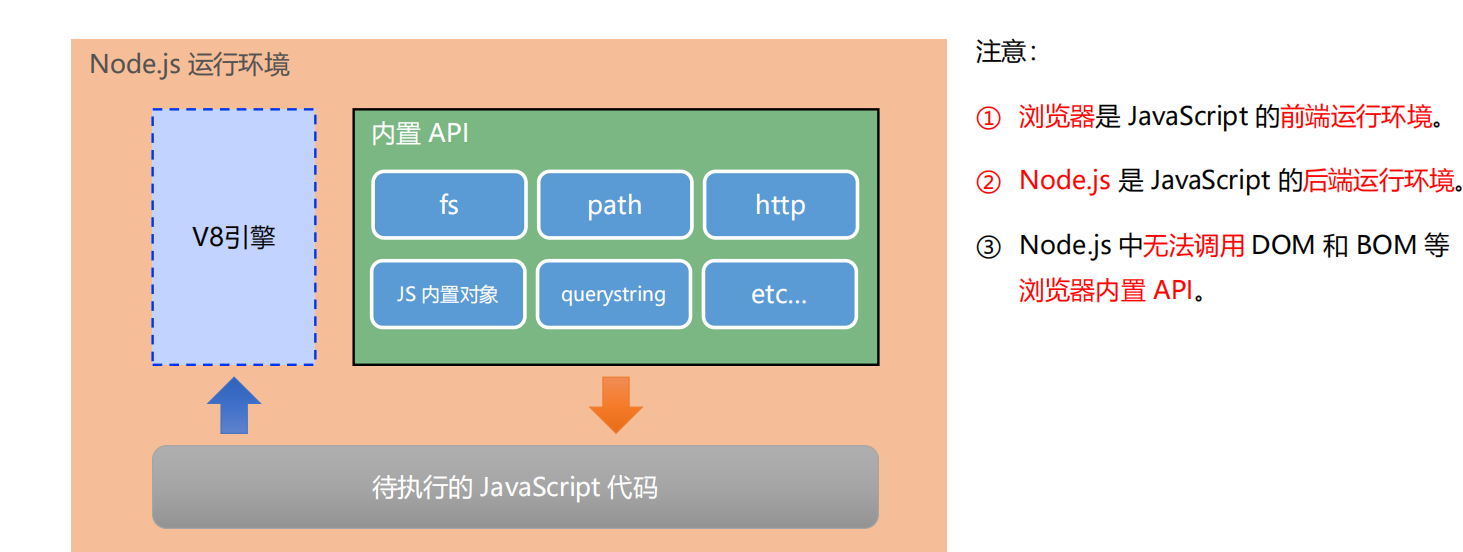 Node.js 运行环境
V8引擎
内置 API
fs
path
http
JS 内置对象
querystring
etc...
待执行的 JavaScript 代码
注意：
① 浏览器是 JavaScript 的前端运行环境。
② Node.js 是 JavaScript 的后端运行环境。
③ Node.js 中无法调用 DOM 和 BOM 等
浏览器内置 API。